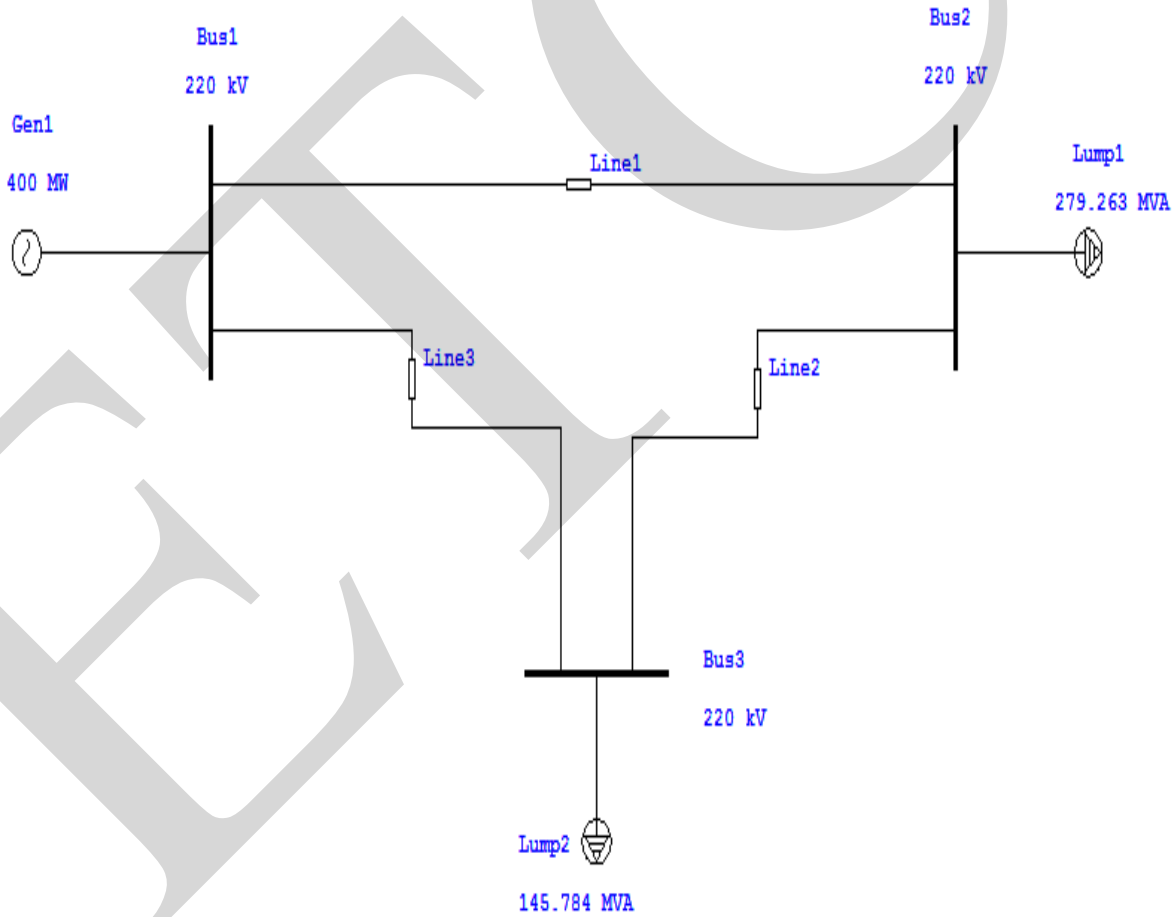 Bus1
220 kV
Bus2
220 kV
Gen1
400 MW
Line1
Lump1
279.263 MVA
Line3
Line2
Bus3
220 kV
Lump2
145.784 MVA
ETC